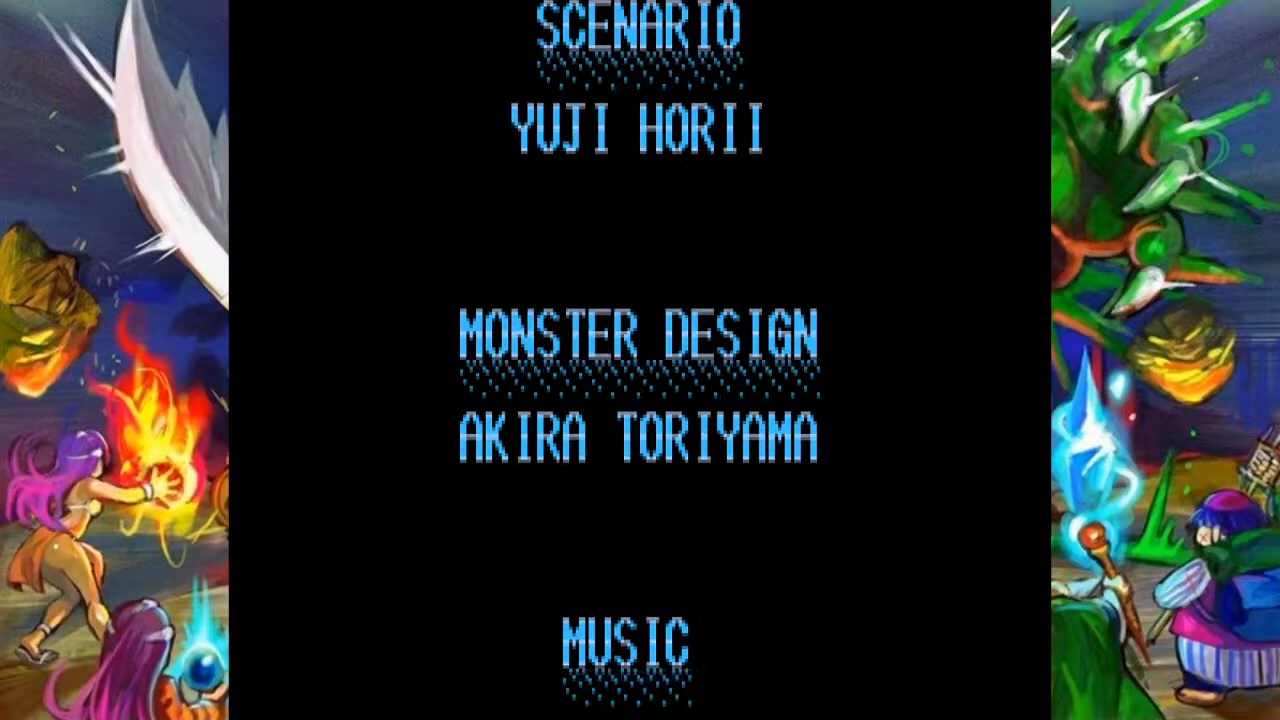 SCENARIO
YUJI HORII
MONSTER DESIGN
AKIRA TORIYAMA
MUSIC